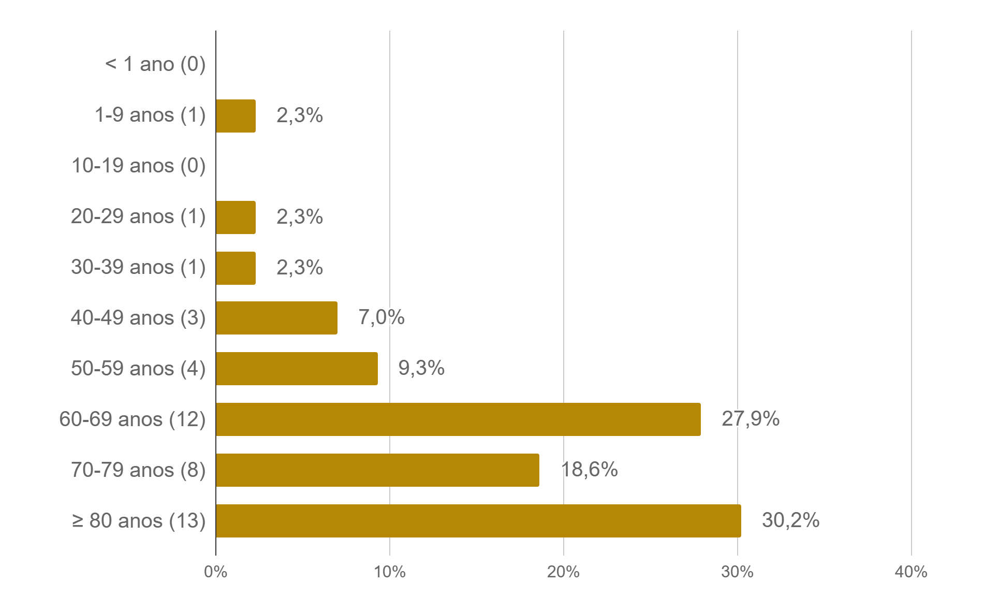 < 1 ano (0)
1-9 anos (1) 2,3%
10-19 anos (0)
20-29 anos (1) 2,3%
30-39 anos (1) 2,3%
40-49 anos (3) 7,0%
50-59 anos (4) 9,3%
60-69 anos (12) 27,9%
70-79 anos (8) 18,6%
≥ 80 anos (13) 30,2%
0% 10% 20% 30% 40%